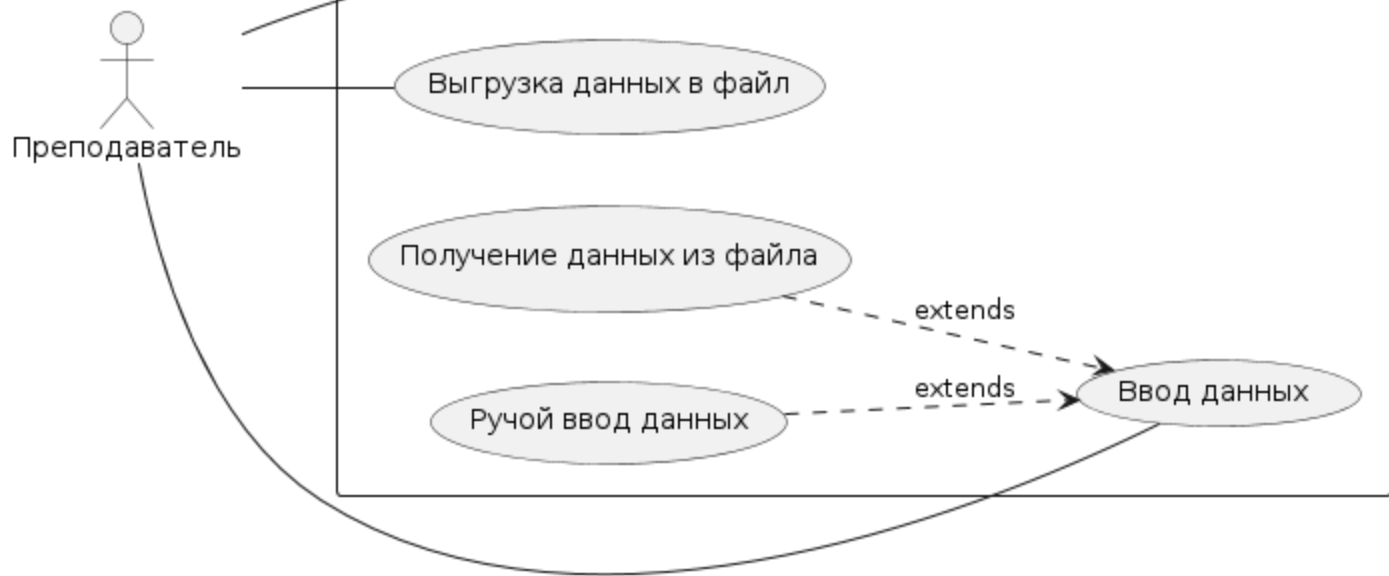 Выгрузка данных в файл
Преподаватель
Получение данных из файла
extends
extends
Ввод данных
Ручой ввод данных